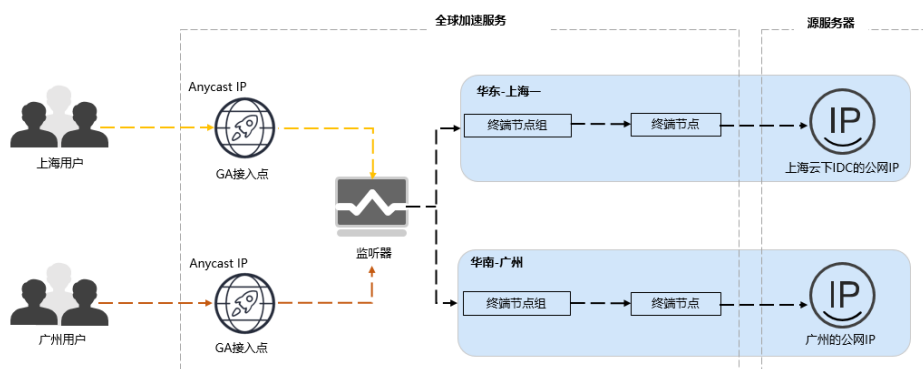 全球加速服务
源服务器
Anycast IP
华东-上海一
终端节点组
终端节点
IP
上海用户
GA接入点
上海云下IDC的公网IP
监听器
Anycast IP
华南-广州
终端节点组
终端节点
IP
广州用户
GA接入点
广州的公网IP